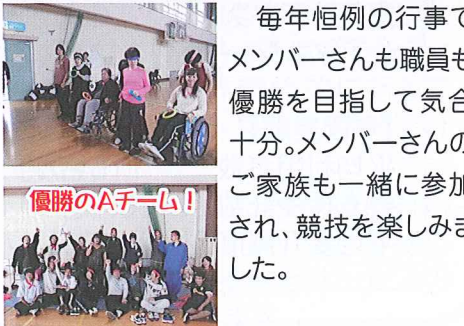 毎年恒例の行事で
メンバーさんも職員も
優勝を目指して気合
十分。メンバーさんの
ご家族も一緒に参加
され、競技を楽しみま
した。
優勝のAチーム！